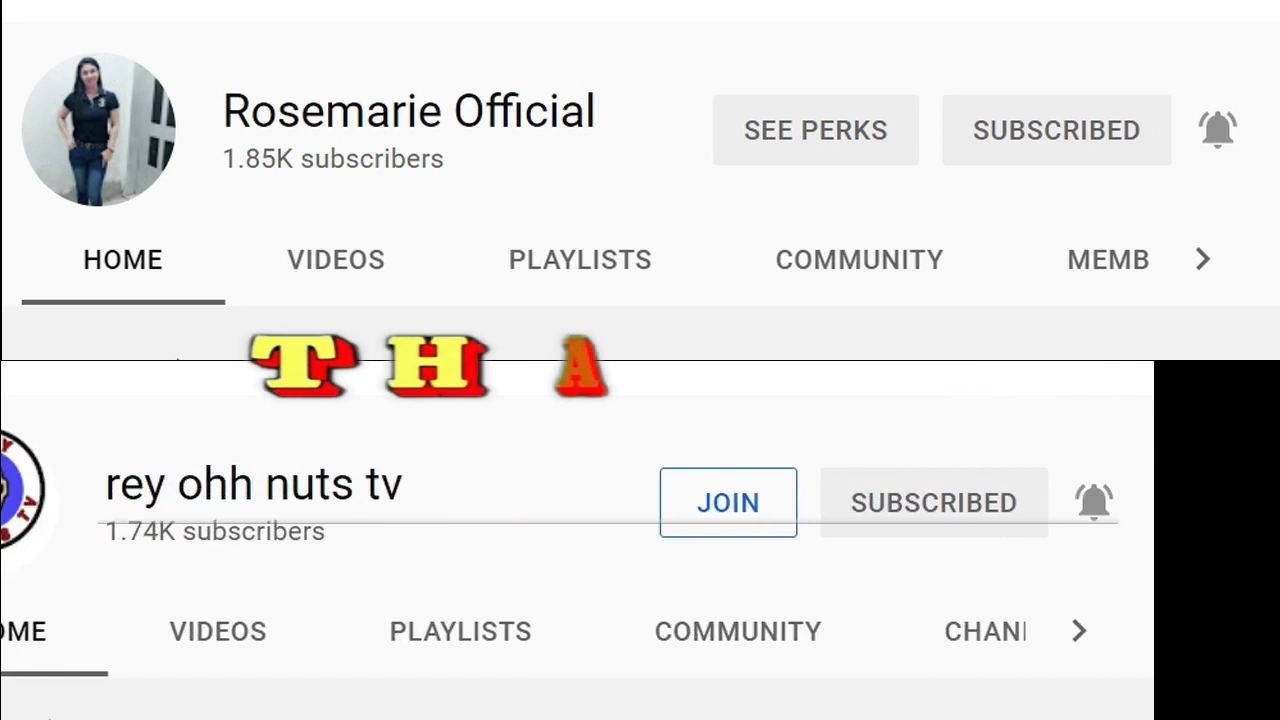 Rosemarie Official
1.85K subscribers
SEE PERKS
SUBSCRIBED
HOME
VIDEOS
PLAYLISTS
COMMUNITY
MEMB
T H A
rey ohh nuts tv
1.74K subscribers
JOIN
SUBSCRIBED
OME
VIDEOS
PLAYLISTS
COMMUNITY
CHAN
TV